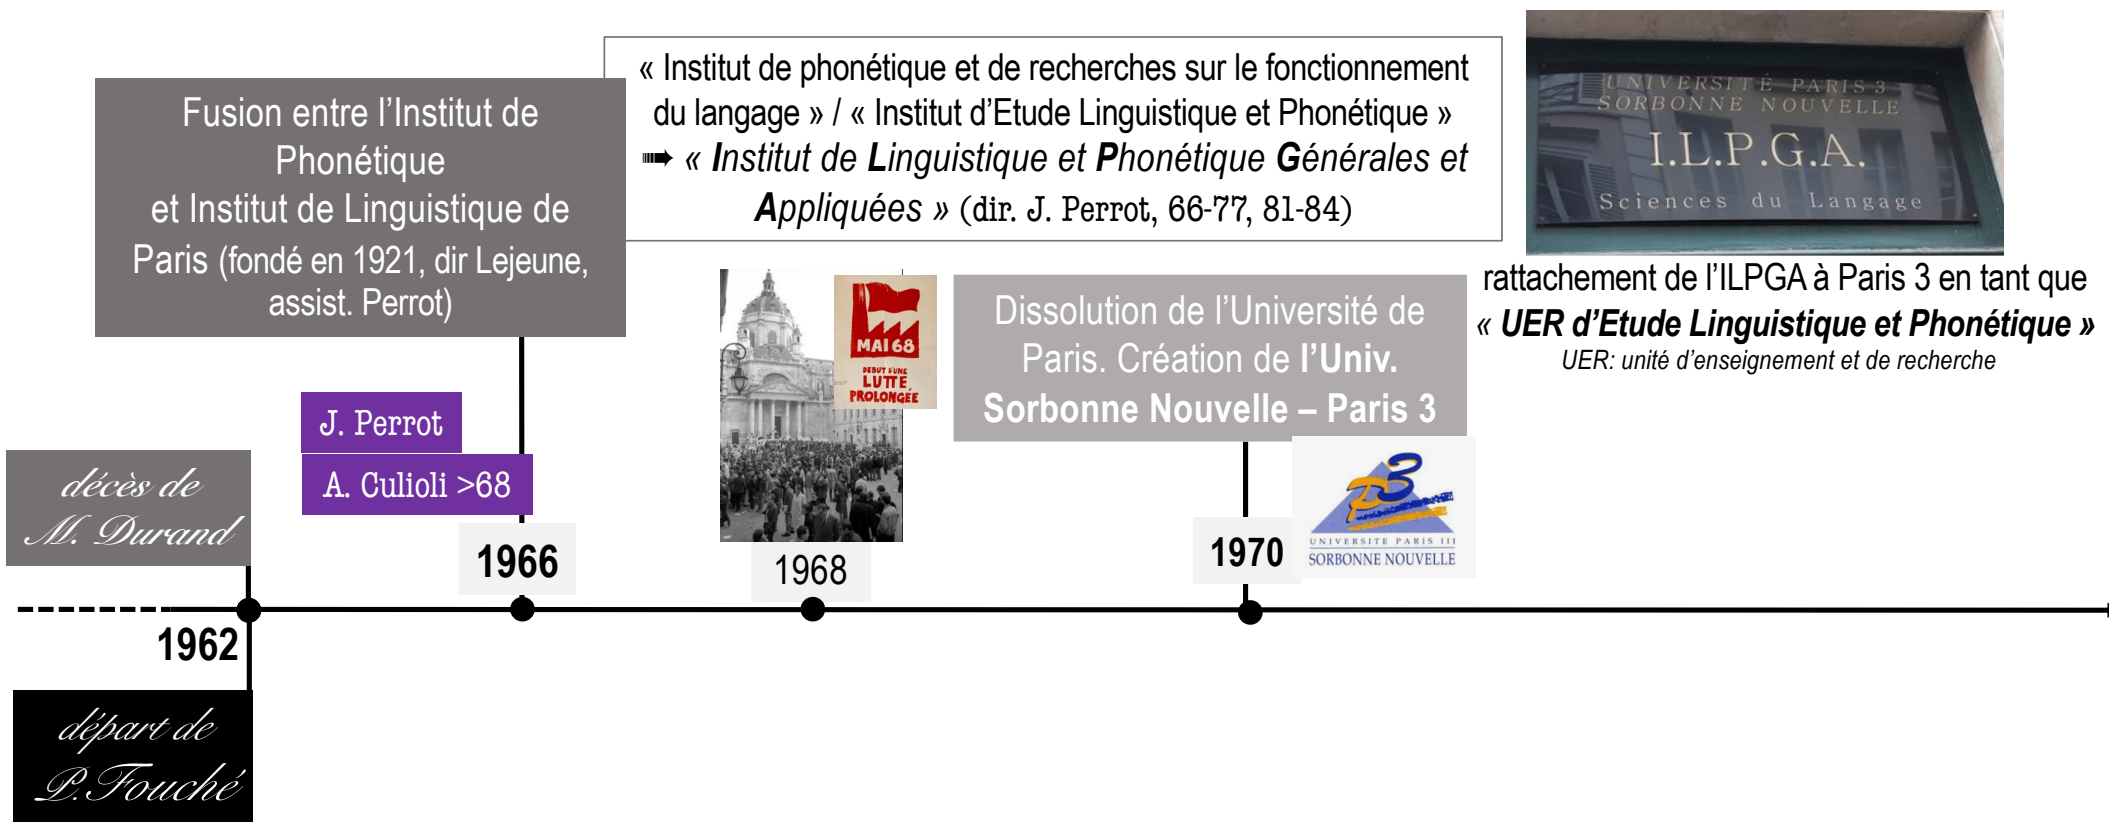 Fusion entre l’Institut de
Phonétique
et Institut de Linguistique de
Paris (fondé en 1921, dir Lejeune,
assist. Perrot)
« Institut de phonétique et de recherches sur le fonctionnement
du langage » / « Institut d’Etude Linguistique et Phonétique »
➠ « Institut de Linguistique et Phonétique Générales et
Appliquées » (dir. J. Perrot, 66-77, 81-84)
UNIVERSITÉ PARIS 3
SORBONNE NOUVELLE
I.L.P.G.A.
Sciences du Langage
rattachement de l’ILPGA à Paris 3 en tant que
« UER d’Etude Linguistique et Phonétique »
UER: unité d’enseignement et de recherche
MAI 68
DEBUT D'UNE
LUTTE
PROLONGÉE
Dissolution de l’Université de
Paris. Création de l’Univ.
Sorbonne Nouvelle – Paris 3
J. Perrot
A. Culioli >68
décès de
M. Durand
1966
1968
1970
P3
UNIVERSITE PARIS III
SORBONNE NOUVELLE
1962
départ de
P. Fouché